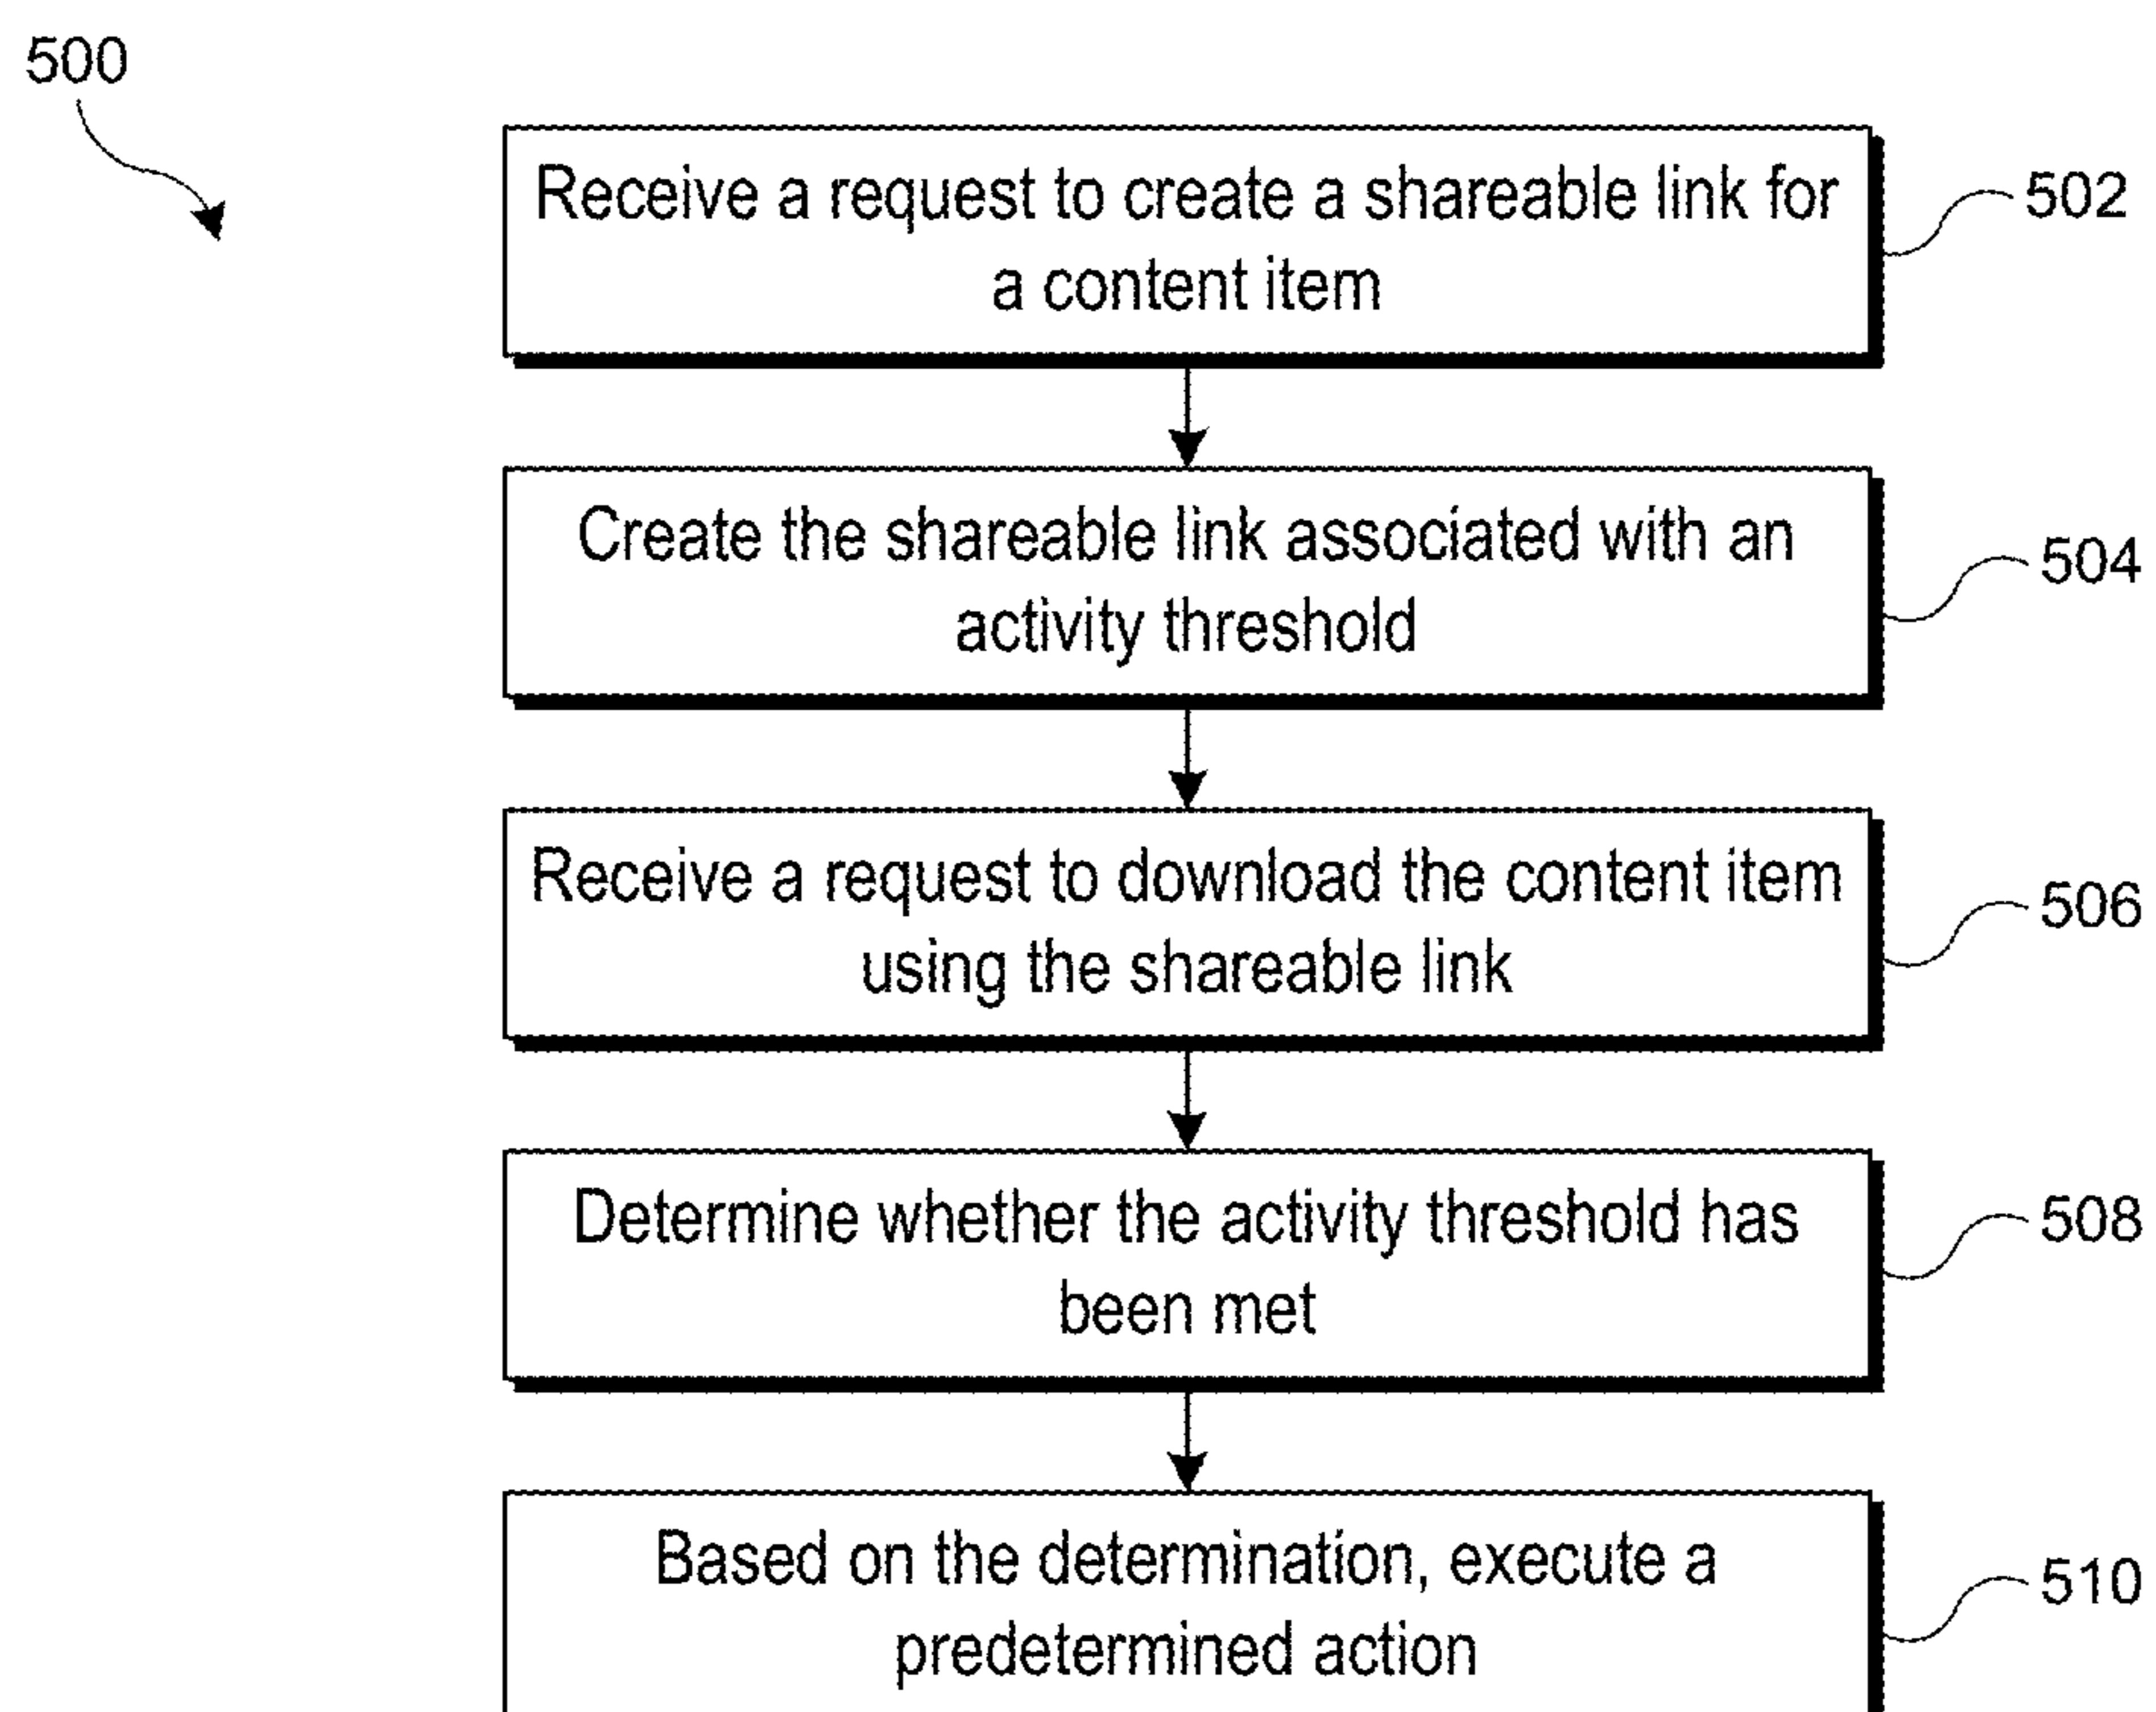 500
Receive a request to create a shareable link for
a content item
502
Create the shareable link associated with an
activity threshold
504
Receive a request to download the content item
using the shareable link
506
Determine whether the activity threshold has
been met
508
Based on the determination, execute a
predetermined action
510